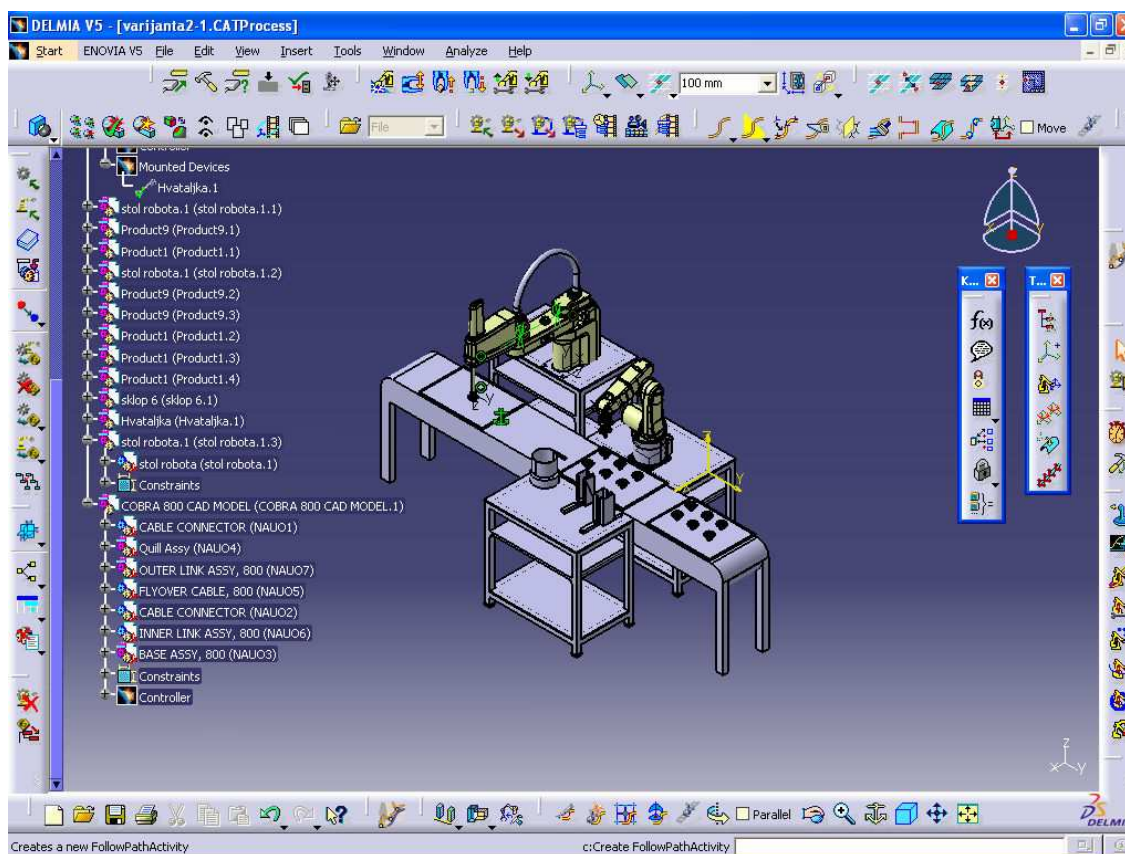 DELMIA V5 - [varijanta2-1.CATProcess]
Start ENOVIA V5 File Edit View Insert Tools Window Analyze Help
100 mm
File
Move
Controller
Mounted Devices
Hvataljka.1
stol robota.1 (stol robota.1.1)
Product9 (Product9.1)
Product1 (Product1.1)
stol robota.1 (stol robota.1.2)
Product9 (Product9.2)
Product9 (Product9.3)
Product1 (Product1.2)
Product1 (Product1.3)
Product1 (Product1.4)
sklop 6 (sklop 6.1)
Hvataljka (Hvataljka.1)
stol robota.1 (stol robota.1.3)
stol robota (stol robota.1)
Constraints
COBRA 800 CAD MODEL (COBRA 800 CAD MODEL.1)
CABLE CONNECTOR (NAUO1)
Quill Assy (NAUO4)
OUTER LINK ASSY, 800 (NAUO7)
FLYOVER CABLE, 800 (NAUO5)
CABLE CONNECTOR (NAUO2)
INNER LINK ASSY, 800 (NAUO6)
BASE ASSY, 800 (NAUO3)
Constraints
Controller
K... T...
f(x)
z
Y
Z
Y
z
x y
Parallel
DELMIA
Creates a new FollowPathActivity c:Create FollowPathActivity